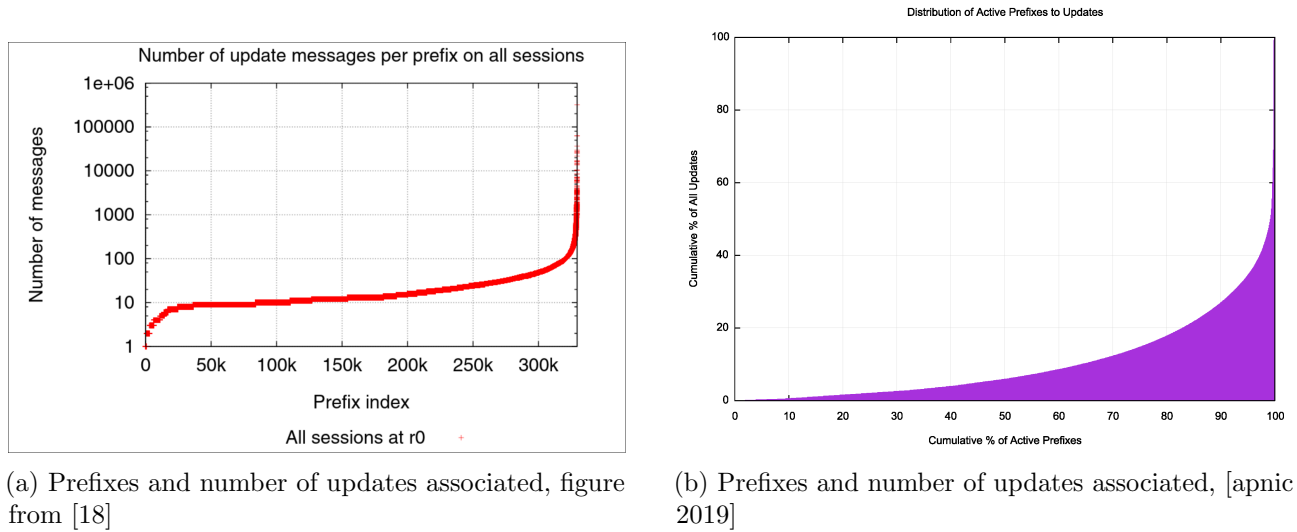 Number of update messages per prefix on all sessions
Number of messages
1e+06
100000
10000
1000
100
10
1
0 50k 100k 150k 200k 250k 300k
Prefix index
All sessions at r0
(a) Prefixes and number of updates associated, figure
from [18]
Distribution of Active Prefixes to Updates
Cumulative % of All Updates
100
80
60
40
20
0
0 10 20 30 40 50 60 70 80 90 100
Cumulative % of Active Prefixes
(b) Prefixes and number of updates associated, [apnic
2019]